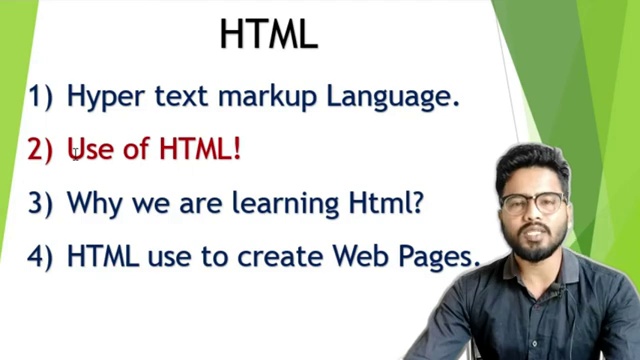 HTML
1) Hyper text markup Language.
2) Use of HTML!
3) Why we are learning Html?
4) HTML use to create Web Pages.